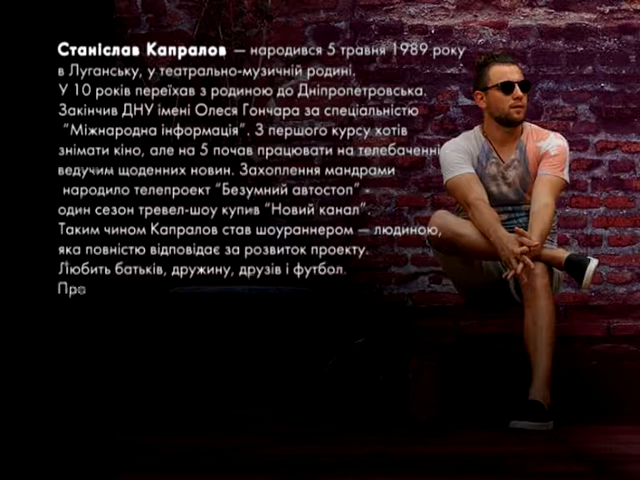 Станіслав Капралов — народився 5 травня 1989 року
в Луганську, у театрально-музичній родині.
У 10 років переїхав з родиною до Дніпропетровська.
Закінчив ДНУ імені Олеся Гончара за спеціальністю
“Міжнародна інформація”. З першого курсу хотів
знімати кіно, але на 5 почав працювати на телебаченні
ведучим щоденних новин. Захоплення мандрами
народило телепроект “Безумний автостоп” -
один сезон тревел-шоу купив “Новий канал”.
Таким чином Капралов став шоураннером — людиною,
яка повністю відповідає за розвиток проекту.
Любить батьків, дружину, друзів і футбол.
Про